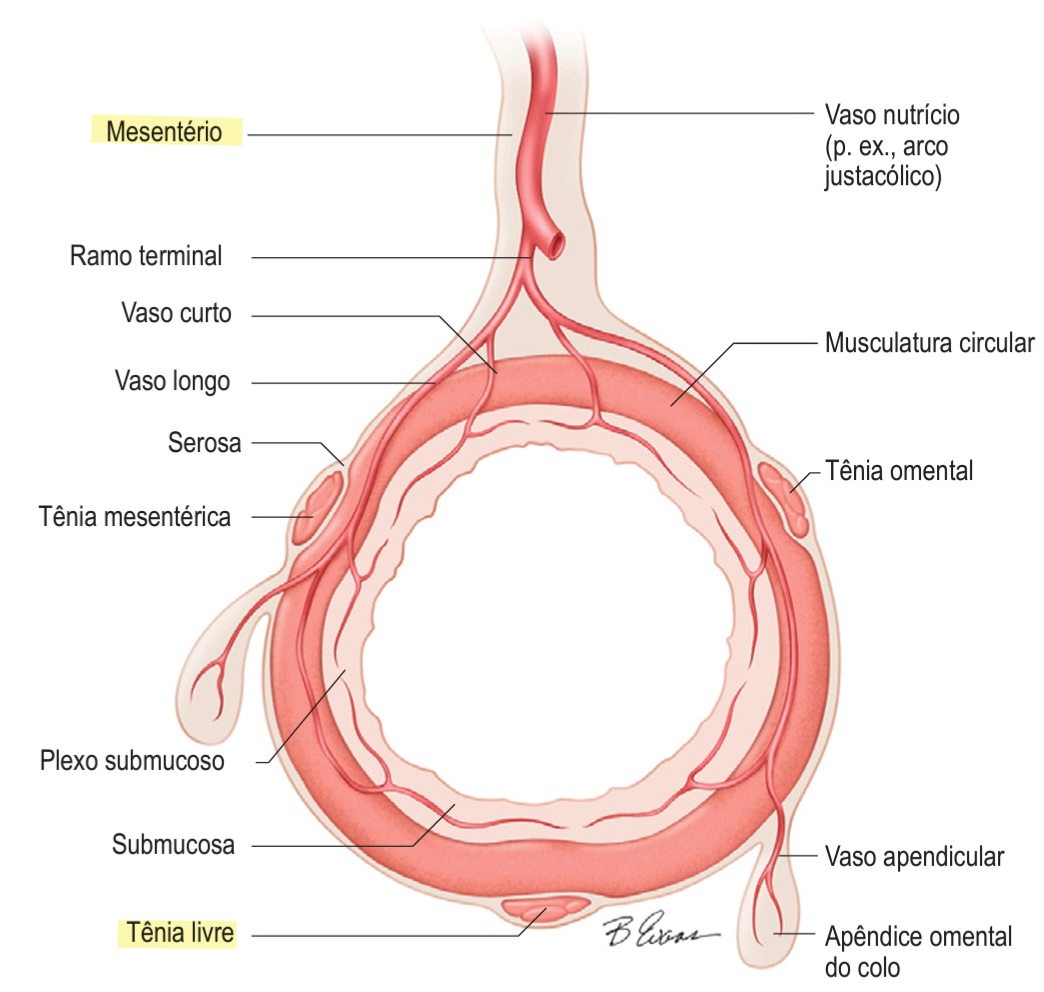 Mesentério
Vaso nutrício
(p. ex., arco
justacólico)
Ramo terminal
Vaso curto
Musculatura circular
Vaso longo
Serosa
Tênia omental
Tênia mesentérica
Plexo submucoso
Submucosa
Vaso apendicular
Tênia livre
B Evans
Apêndice omental
do colo